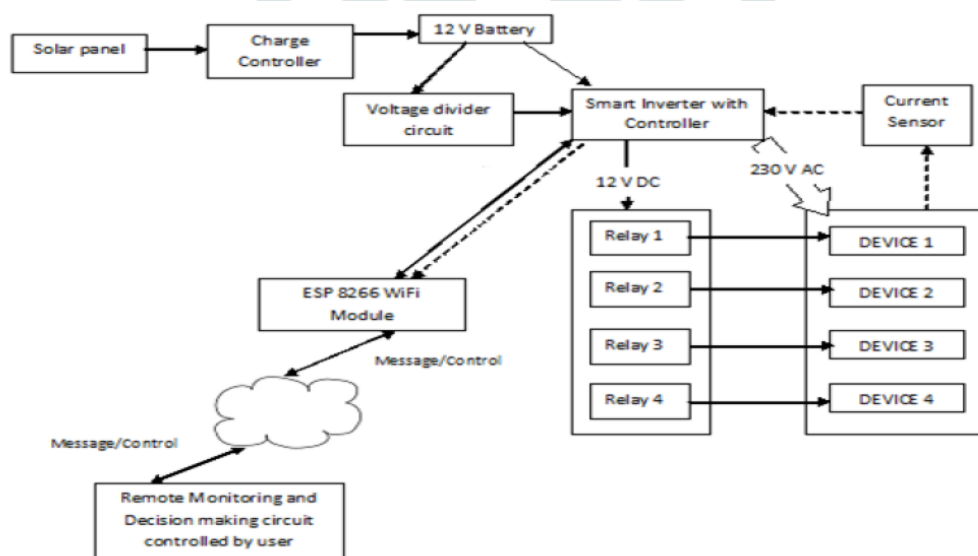 Solar panel
Charge
Controller
12 V Battery
Voltage divider
circuit
Smart Inverter with
Controller
Current
Sensor
12 V DC
230 V AC
Relay 1
DEVICE 1
Relay 2
DEVICE 2
Relay 3
DEVICE 3
Relay 4
DEVICE 4
ESP 8266 WiFi
Module
Message/Control
Message/Control
Remote Monitoring and
Decision making circuit
controlled by user